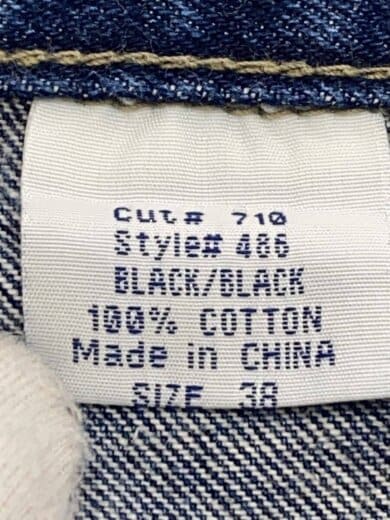 Cut# 710
Style# 486
BLACK/BLACK
100% COTTON
Made in CHINA
SIZE 38